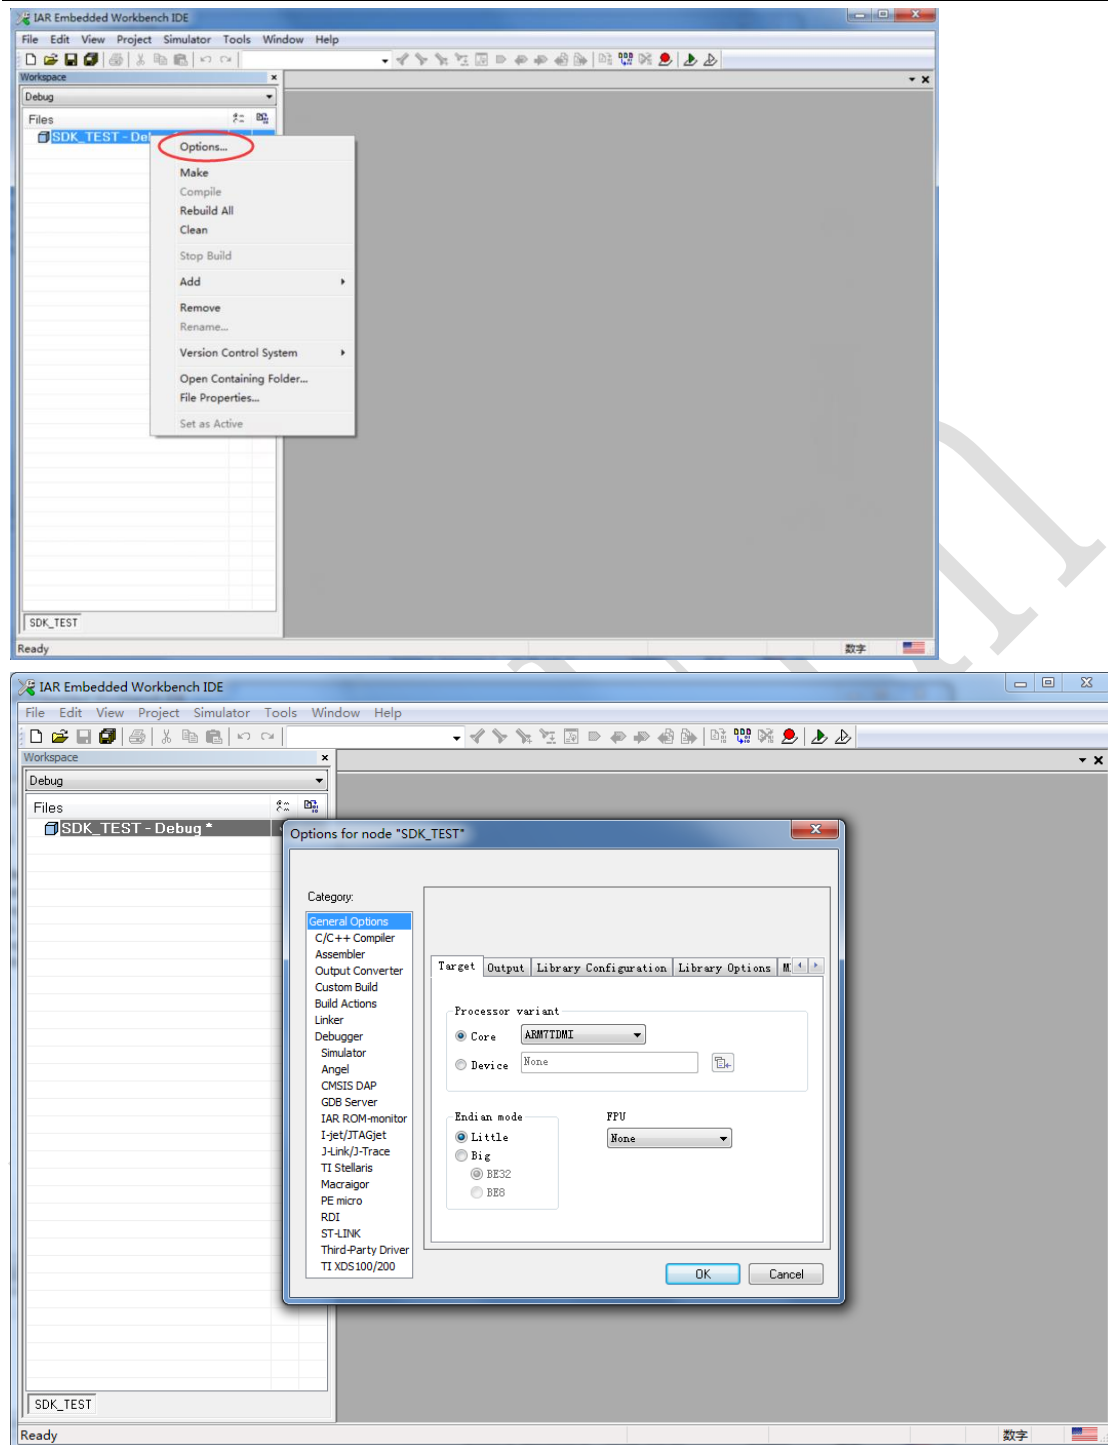 IAR Embedded Workbench IDE
File Edit View Project Simulator Tools Window Help
Workspace
Debug
Files
SDK_TEST - Deb
Options...
Make
Compile
Rebuild All
Clean
Stop Build
Add
Remove
Rename...
Version Control System
Open Containing Folder...
File Properties...
Set as Active
SDK_TEST
Ready
数字
IAR Embedded Workbench IDE
File Edit View Project Simulator Tools Window Help
Workspace
Debug
Files
SDK_TEST - Debug *
Options for node "SDK_TEST"
Category:
General Options
C/C++ Compiler
Assembler
Output Converter
Custom Build
Build Actions
Linker
Debugger
Simulator
Angel
CMSIS DAP
GDB Server
IAR ROM-monitor
I-jet/JTAGjet
J-Link/J-Trace
TI Stellaris
Macraigor
PE micro
RDI
ST-LINK
Third-Party Driver
TI XDS100/200
Target Output Library Configuration Library Options
Processor variant
Core ARM7TDMI
Device None
Endian mode
Little
Big
BE32
BE8
FPU
None
OK Cancel
SDK_TEST
Ready
数字